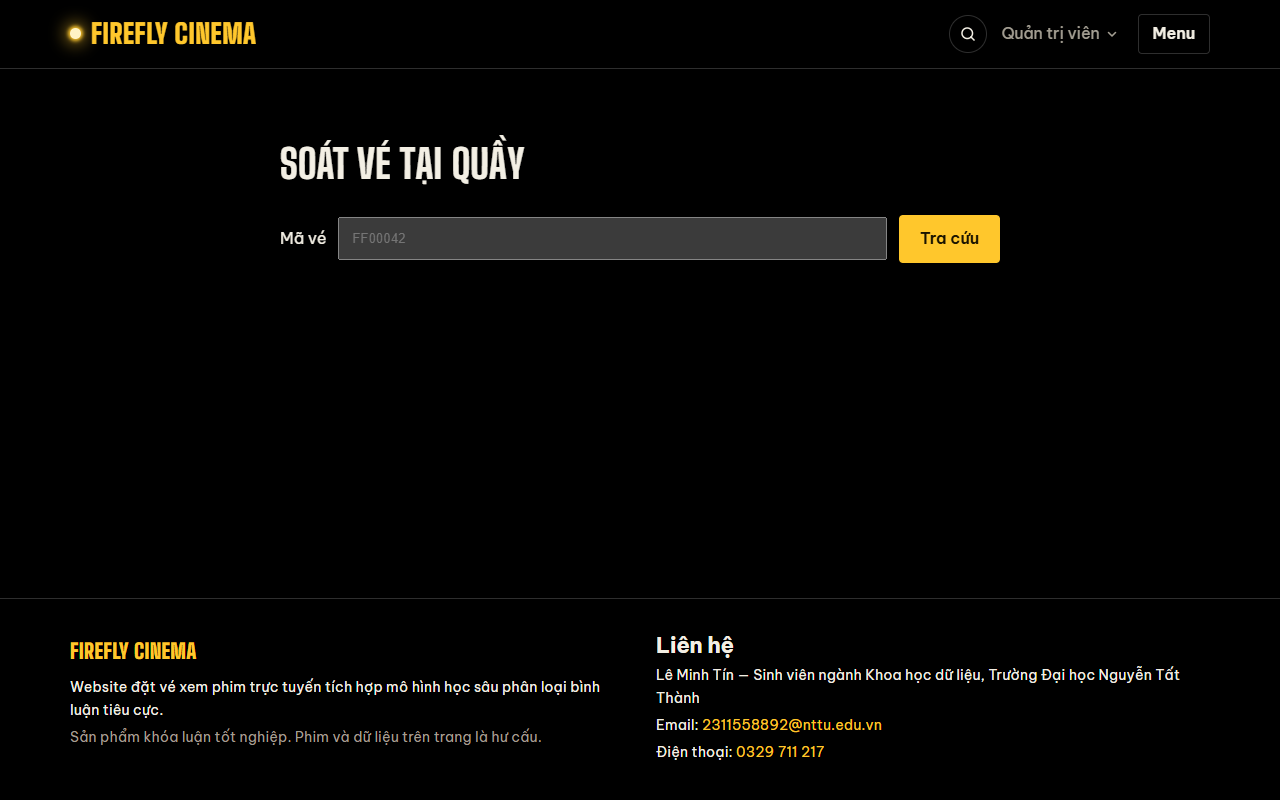 FIREFLY CINEMA
Quản trị viên
Menu
SOÁT VÉ TẠI QUẦY
Mã vé
FF00042
Tra cứu
FIREFLY CINEMA
Website đặt vé xem phim trực tuyến tích hợp mô hình học sâu phân loại bình
luận tiêu cực.
Sản phẩm khóa luận tốt nghiệp. Phim và dữ liệu trên trang là hư cấu.
Liên hệ
Lê Minh Tín – Sinh viên ngành Khoa học dữ liệu, Trường Đại học Nguyễn Tất
Thành
Email: 2311558892@nttu.edu.vn
Điện thoại: 0329 711 217